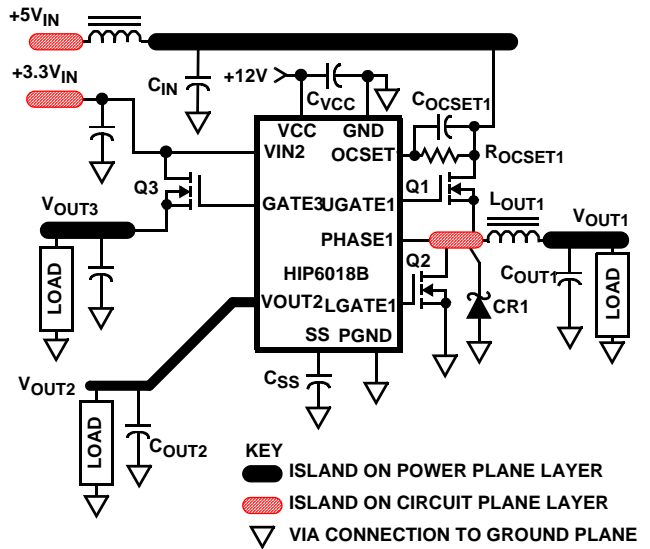 +5VIN
+3.3VIN
CIN
+12V
CVCC
COCSET1
VCC
GND
VIN2
OCSET
ROCSET1
Q3
GATE3
UGATE1
Q1
LOUT1
VOUT3
VOUT1
PHASE1
Q2
COUT1
LOAD
HIP6018B
LOAD
CR1
VOUT2
LGATE1
SS
PGND
VOUT2
CSS
LOAD
COUT2
KEY
ISLAND ON POWER PLANE LAYER
ISLAND ON CIRCUIT PLANE LAYER
VIA CONNECTION TO GROUND PLANE